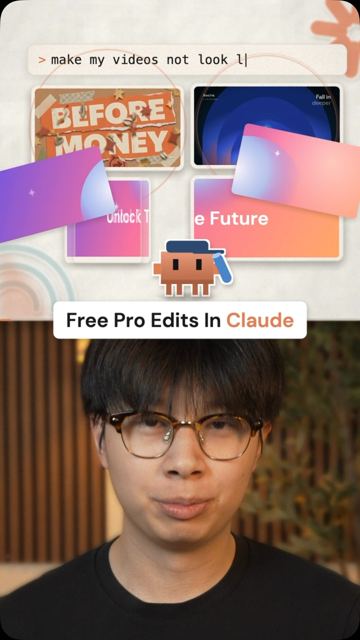 > make my videos not look l
BEFORE
MONEY
Fall in
deeper
Unlock T
e Future
Free Pro Edits In Claude